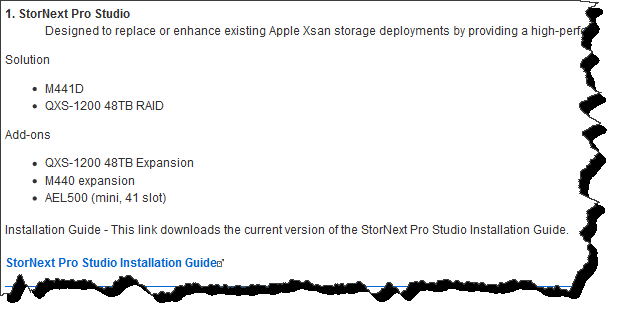 1. StorNext Pro Studio
Designed to replace or enhance existing Apple Xsan storage deployments by providing a high-perfo
Solution
• M441D
• QXS-1200 48TB RAID
Add-ons
• QXS-1200 48TB Expansion
• M440 expansion
• AEL500 (mini, 41 slot)
Installation Guide - This link downloads the current version of the StorNext Pro Studio Installation Guide.
StorNext Pro Studio Installation Guide